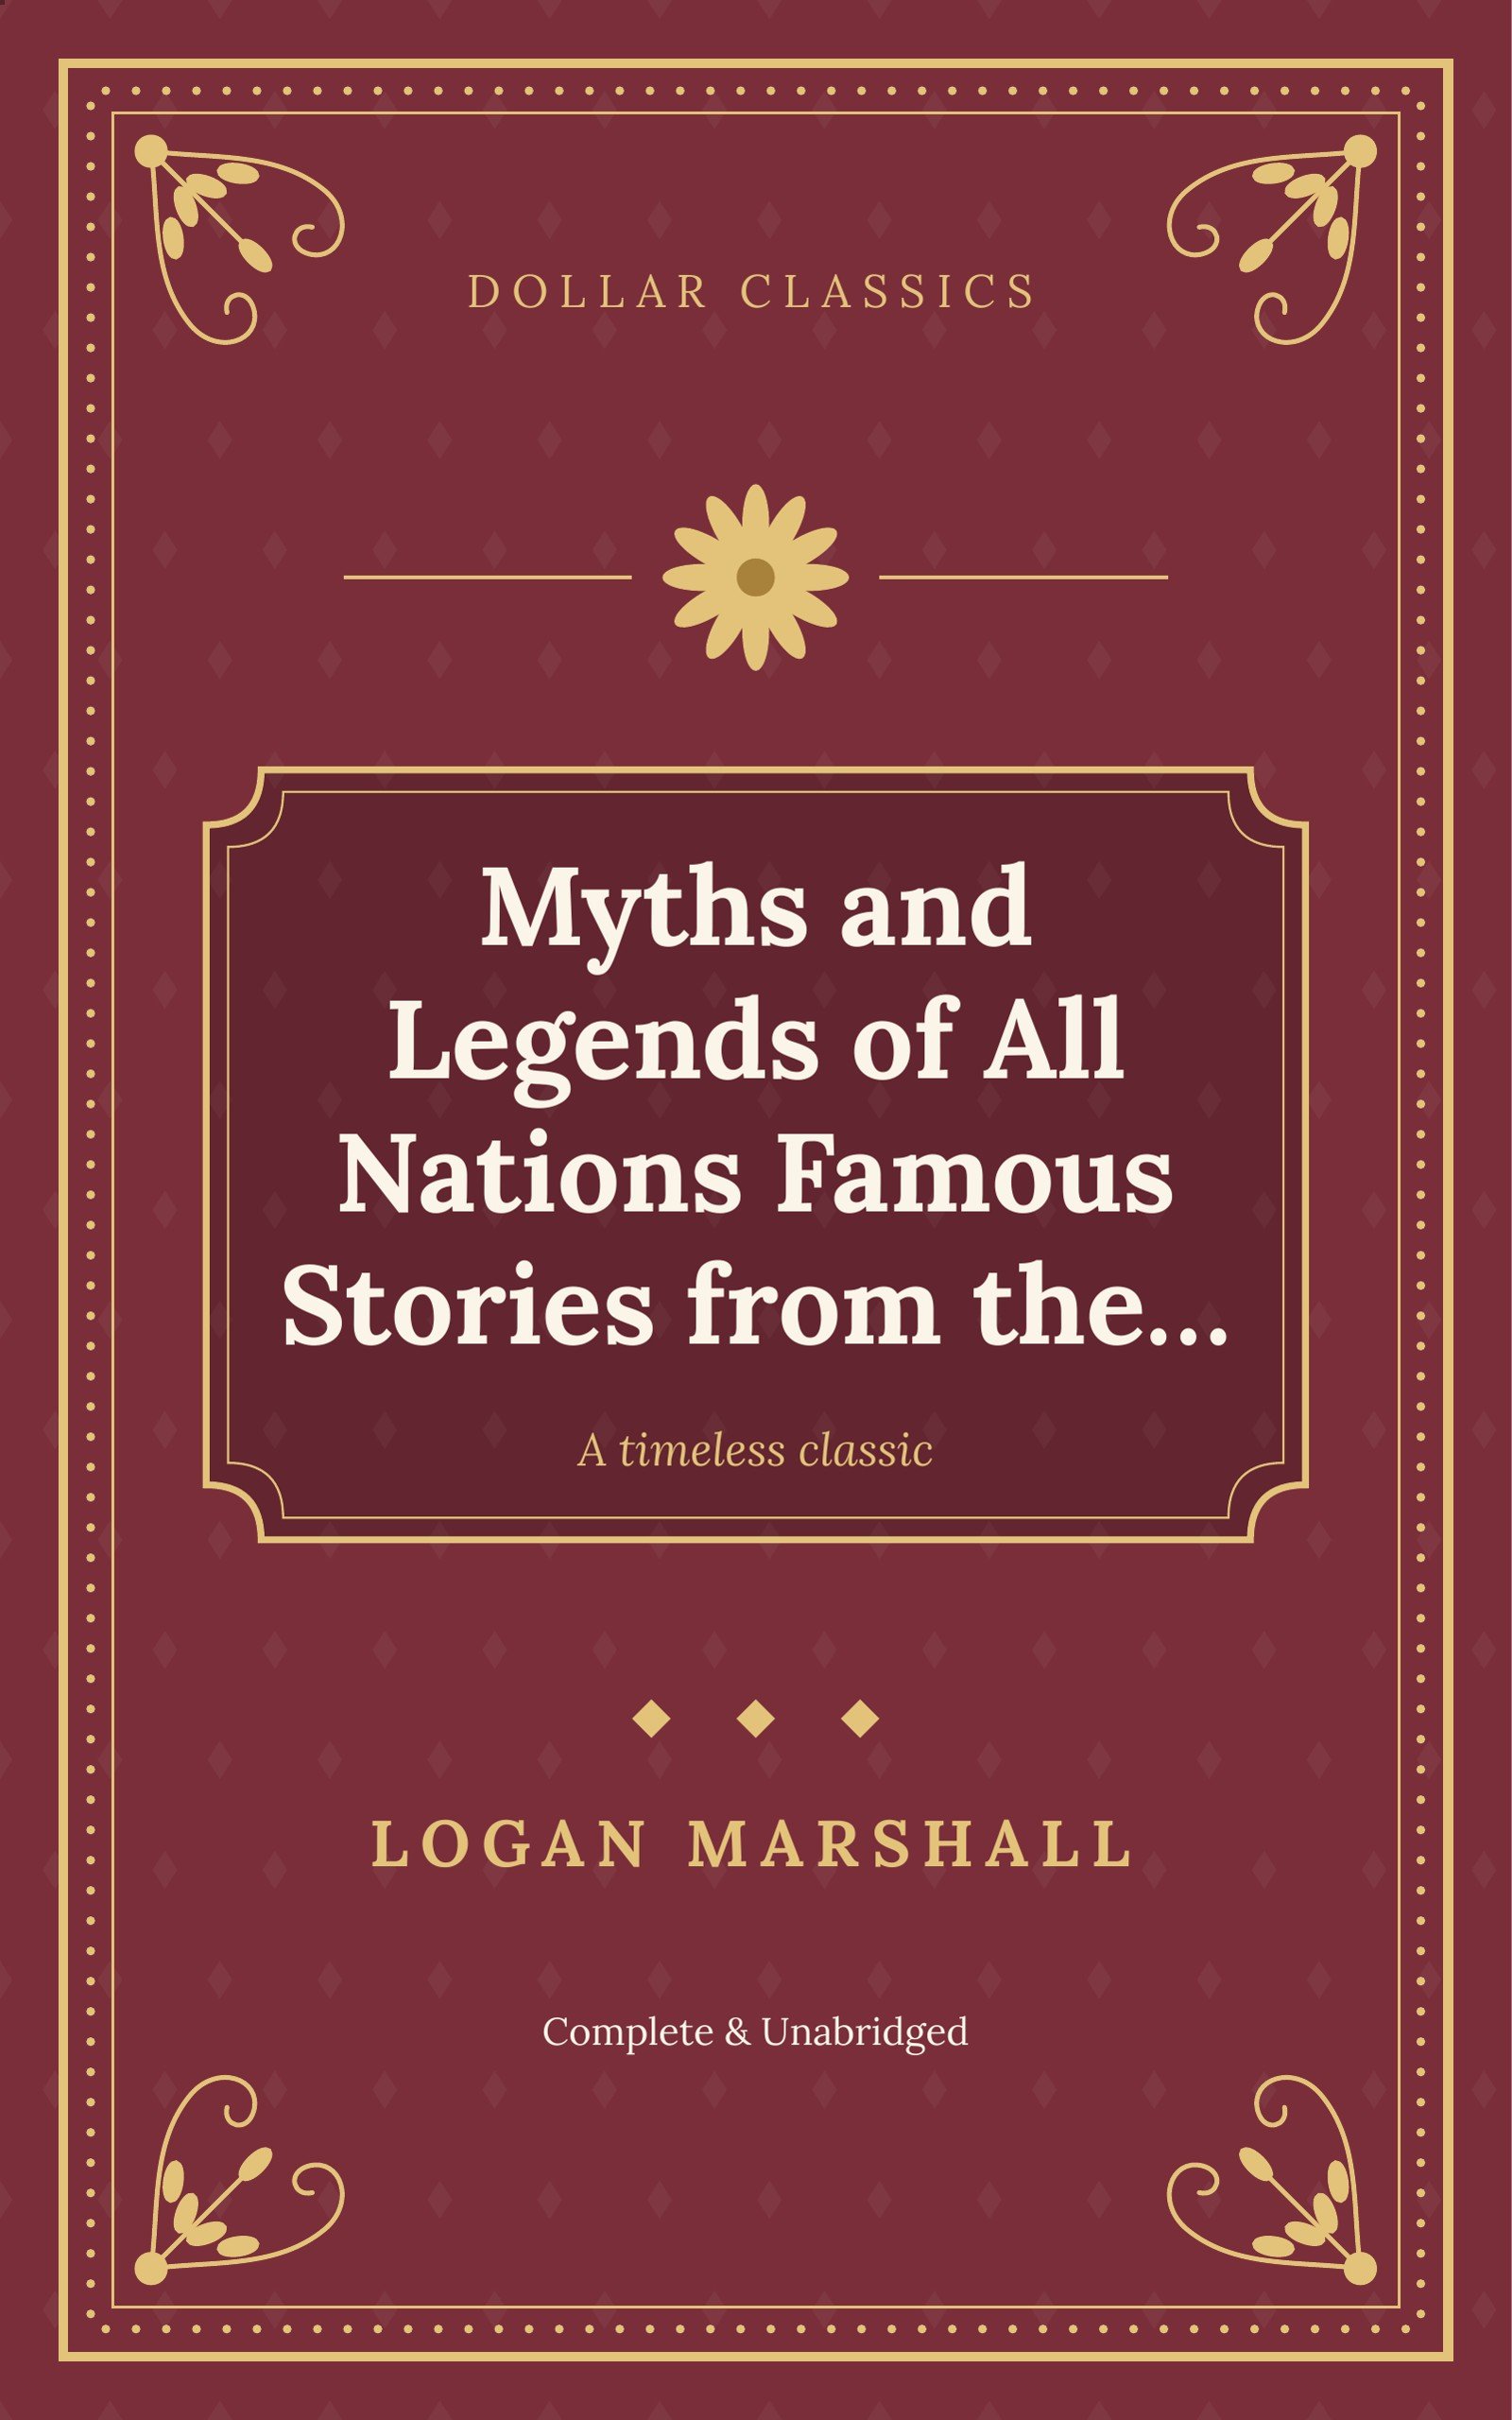 DOLLAR CLASSICS
Myths and
Legends of All
Nations Famous
Stories from the...
A timeless classic
LOGAN MARSHALL
Complete & Unabridged